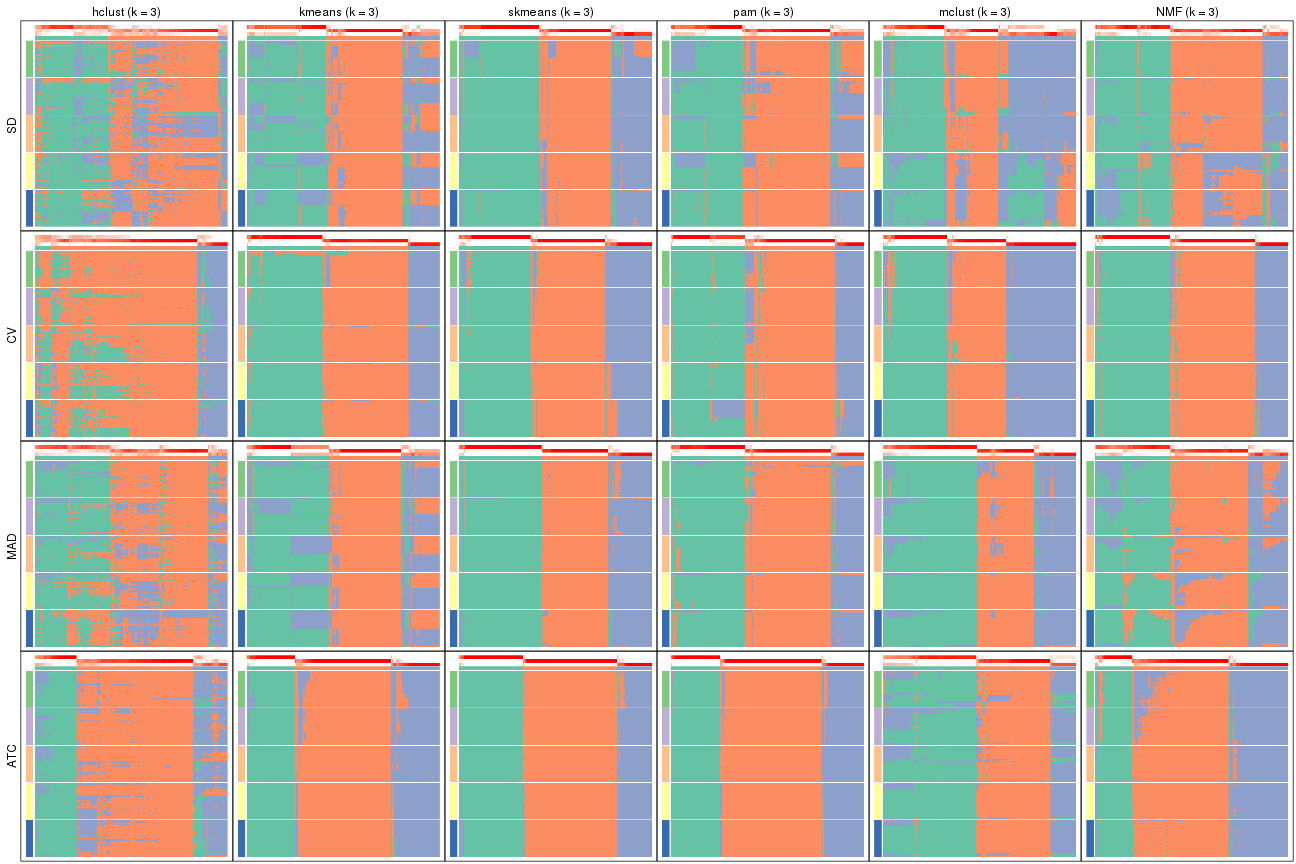 hclust (k = 3) kmeans (k = 3) skmeans (k = 3) pam (k = 3) mclust (k = 3) NMF (k = 3)
SD
CV
MAD
ATC